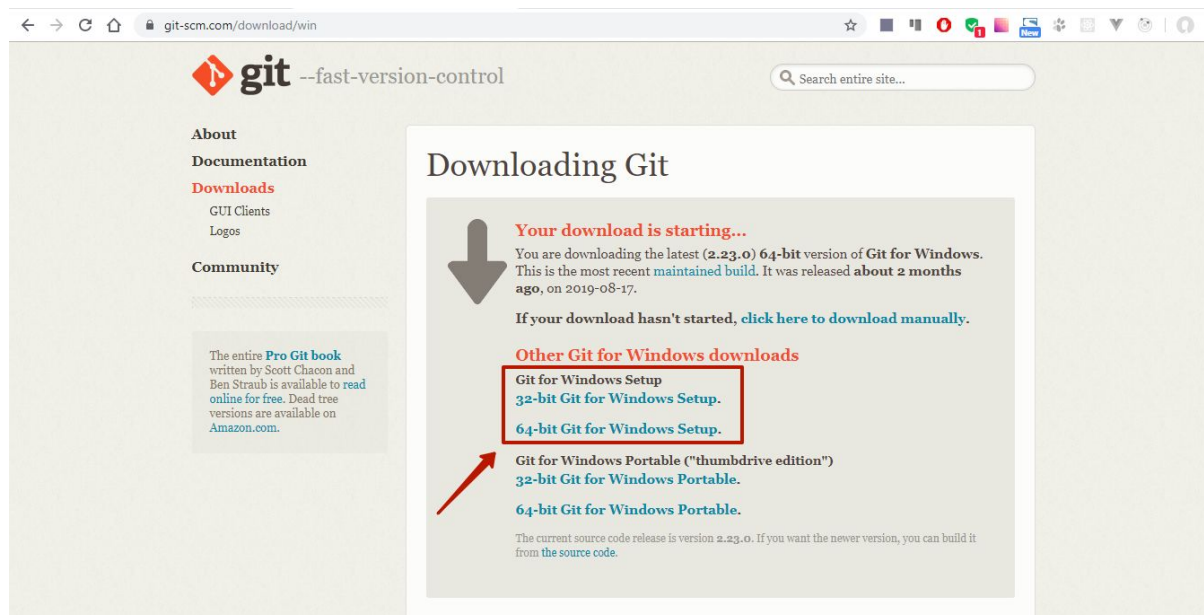 git-scm.com/download/win
1
New
git --fast-version-control
Search entire site...
About
Documentation
Downloads
GUI Clients
Logos
Community
The entire Pro Git book
written by Scott Chacon and
Ben Straub is available to read
online for free. Dead tree
versions are available on
Amazon.com.
Downloading Git
Your download is starting...
You are downloading the latest (2.23.0) 64-bit version of Git for Windows.
This is the most recent maintained build. It was released about 2 months
ago, on 2019-08-17.
If your download hasn't started, click here to download manually.
Other Git for Windows downloads
Git for Windows Setup
32-bit Git for Windows Setup.
64-bit Git for Windows Setup.
Git for Windows Portable ("thumbdrive edition")
32-bit Git for Windows Portable.
64-bit Git for Windows Portable.
The current source code release is version 2.23.0. If you want the newer version, you can build it
from the source code.